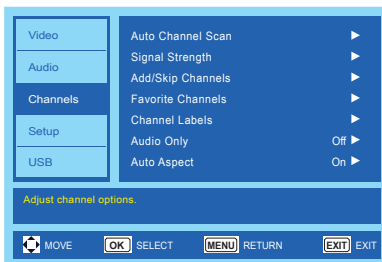 Video
Audio
Channels
Setup
USB
Auto Channel Scan
Signal Strength
Add/Skip Channels
Favorite Channels
Channel Labels
Audio Only Off
Auto Aspect On
Adjust channel options.
MOVE OK SELECT MENU RETURN EXIT EXIT